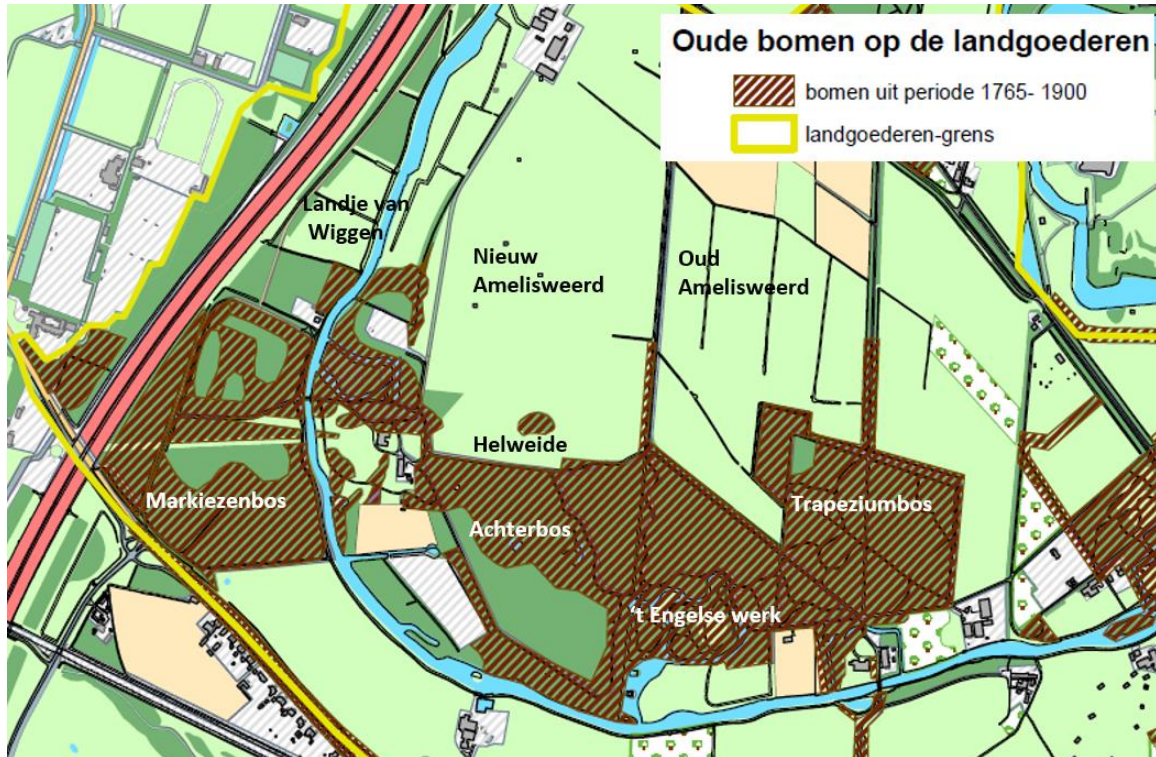 Oude bomen op de landgoederen
bomen uit periode 1765- 1900
landgoederen-grens
Landje van
Wiggen
Nieuw
Amelisweerd
Oud
Amelisweerd
Helweide
Markiezenbos
Achterbos
Trapeziumbos
‘t Engelse werk